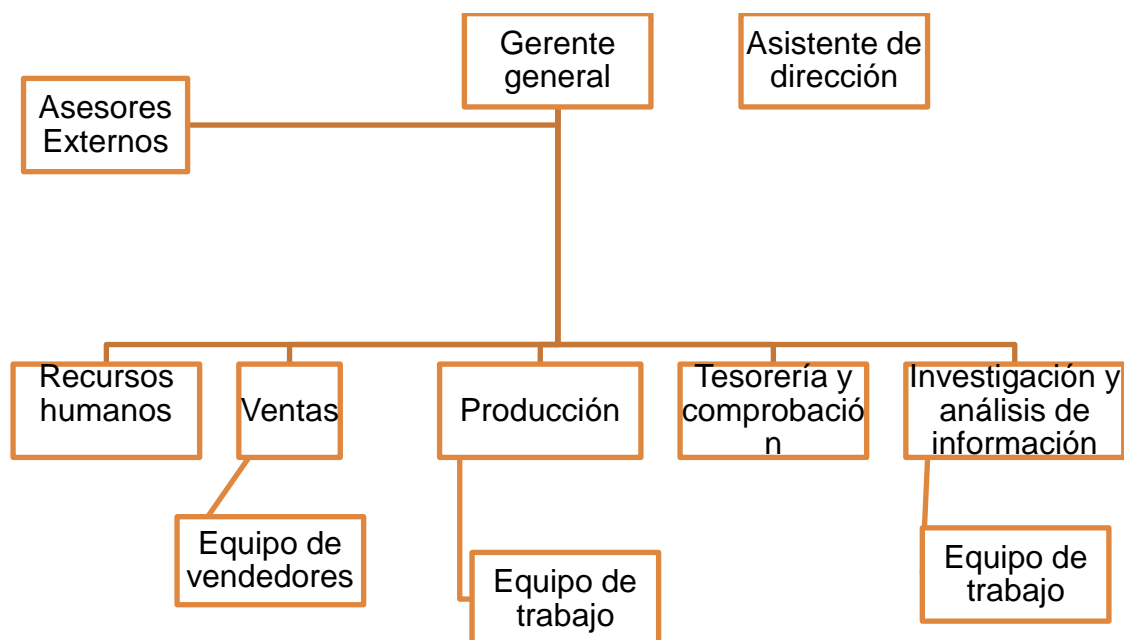 Gerente
general
Asistente de
dirección
Asesores
Externos
Recursos
humanos
Ventas
Producción
Tesorería y
comprobació
n
Investigación y
análisis de
información
Equipo de
vendedores
Equipo de
trabajo
Equipo de
trabajo